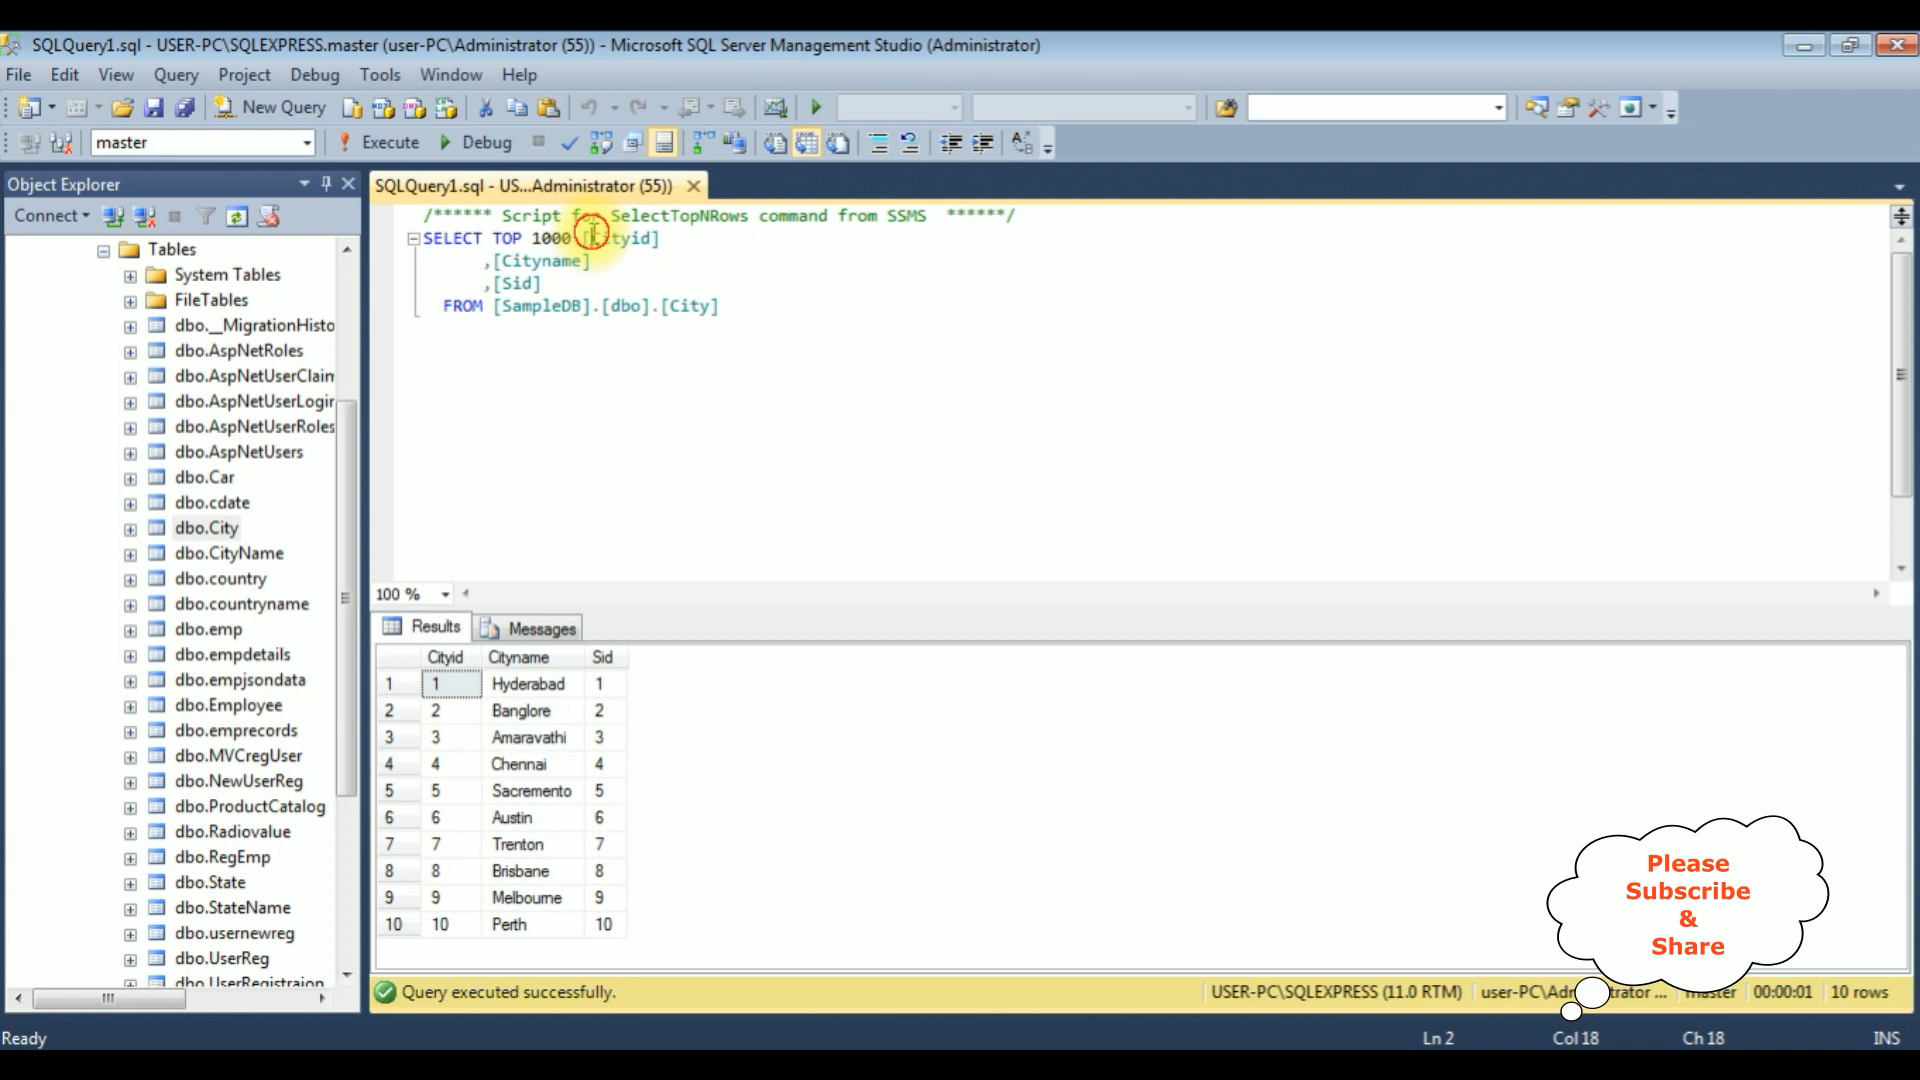 SQLQuery1.sql - USER-PC\SQLEXPRESS.master (user-PC\Administrator (55)) - Microsoft SQL Server Management Studio (Administrator)
File Edit View Query Project Debug Tools Window Help
New Query
master Execute Debug
Object Explorer
Connect
Tables
System Tables
FileTables
dbo.__MigrationHisto
dbo.AspNetRoles
dbo.AspNetUserClaim
dbo.AspNetUserLogin
dbo.AspNetUserRoles
dbo.AspNetUsers
dbo.Car
dbo.cdate
dbo.City
dbo.CityName
dbo.country
dbo.countryname
dbo.emp
dbo.empdetails
dbo.empjsondata
dbo.Employee
dbo.emprecords
dbo.MVCregUser
dbo.NewUserReg
dbo.ProductCatalog
dbo.Radiovalue
dbo.RegEmp
dbo.State
dbo.StateName
dbo.usernewreg
dbo.UserReg
dbo.UserRegistraion
SQLQuery1.sql - US...Administrator (55))
/****** Script for SelectTopNRows command from SSMS ******/
SELECT TOP 1000 [Cityid]
,[Cityname]
,[Sid]
FROM [SampleDB].[dbo].[City]
100 %
Results Messages
Cityid Cityname Sid
1 1 Hyderabad 1
2 2 Banglore 2
3 3 Amaravathi 3
4 4 Chennai 4
5 5 Sacremento 5
6 6 Austin 6
7 7 Trenton 7
8 8 Brisbane 8
9 9 Melbourne 9
10 10 Perth 10
Please
Subscribe
&
Share
Query executed successfully. USER-PC\SQLEXPRESS (11.0 RTM) master 00:00:01 10 rows
Ready Ln 2 Col 18 Ch 18 INS